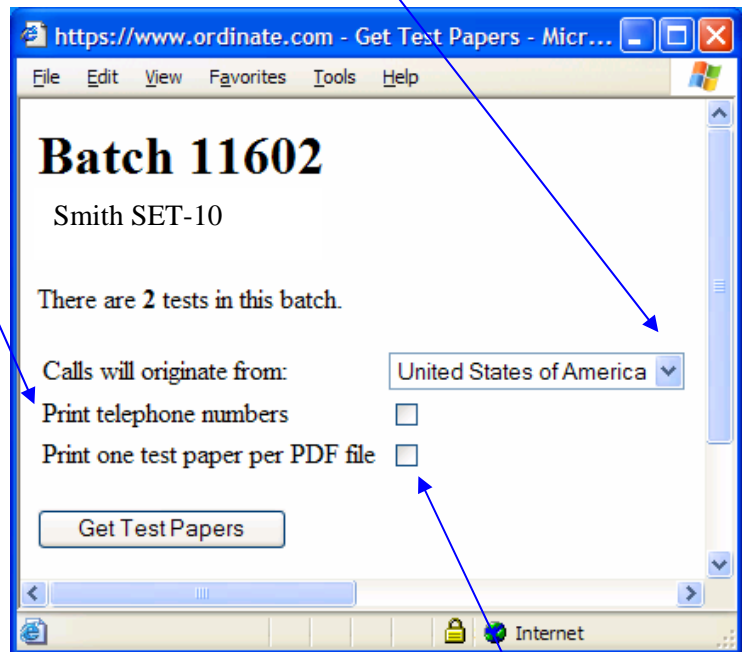 https://www.ordinate.com - Get Test Papers - Micr...
File Edit View Favorites Tools Help
Batch 11602
Smith SET-10
There are 2 tests in this batch.
Calls will originate from: United States of America
Print telephone numbers
Print one test paper per PDF file
Get Test Papers
Internet